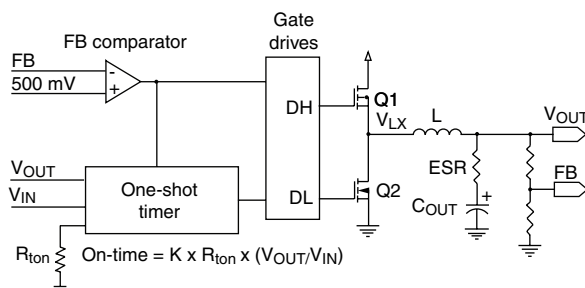 Gate
drives
FB comparator
FB
-
500 mV
+
DH
Q1
VLX
L
VOUT
ESR
FB
VOUT
VIN
One-shot
timer
DL
Q2
COUT
+
Rton
On-time = K x Rton x (VOUT/VIN)